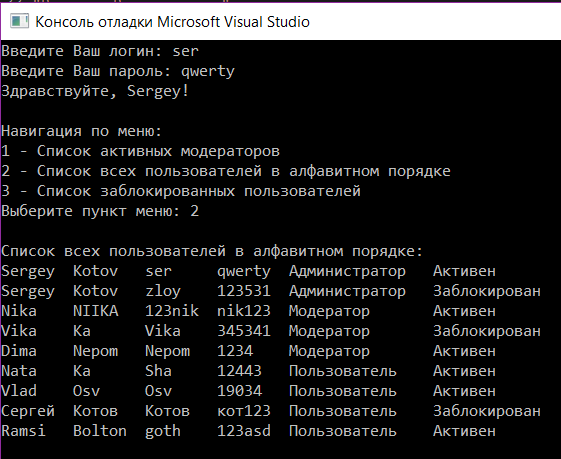 Консоль отладки Microsoft Visual Studio
Введите Ваш логин: ser
Введите Ваш пароль: qwerty
Здравствуйте, Sergey!
Навигация по меню:
1 - Список активных модераторов
2 - Список всех пользователей в алфавитном порядке
3 - Список заблокированных пользователей
Выберите пункт меню: 2
Список всех пользователей в алфавитном порядке:
Sergey Kotov ser qwerty Администратор Активен
Sergey Kotov zloy 123531 Администратор Заблокирован
Nika NIIKA 123nik nik123 Модератор Активен
Vika Ka Vika 345341 Модератор Заблокирован
Dima Nepom Nepom 1234 Модератор Активен
Nata Ka Sha 12443 Пользователь Активен
Vlad Osv Osv 19034 Пользователь Активен
Сергей Котов Котов кот123 Пользователь Заблокирован
Ramsi Bolton goth 123asd Пользователь Активен